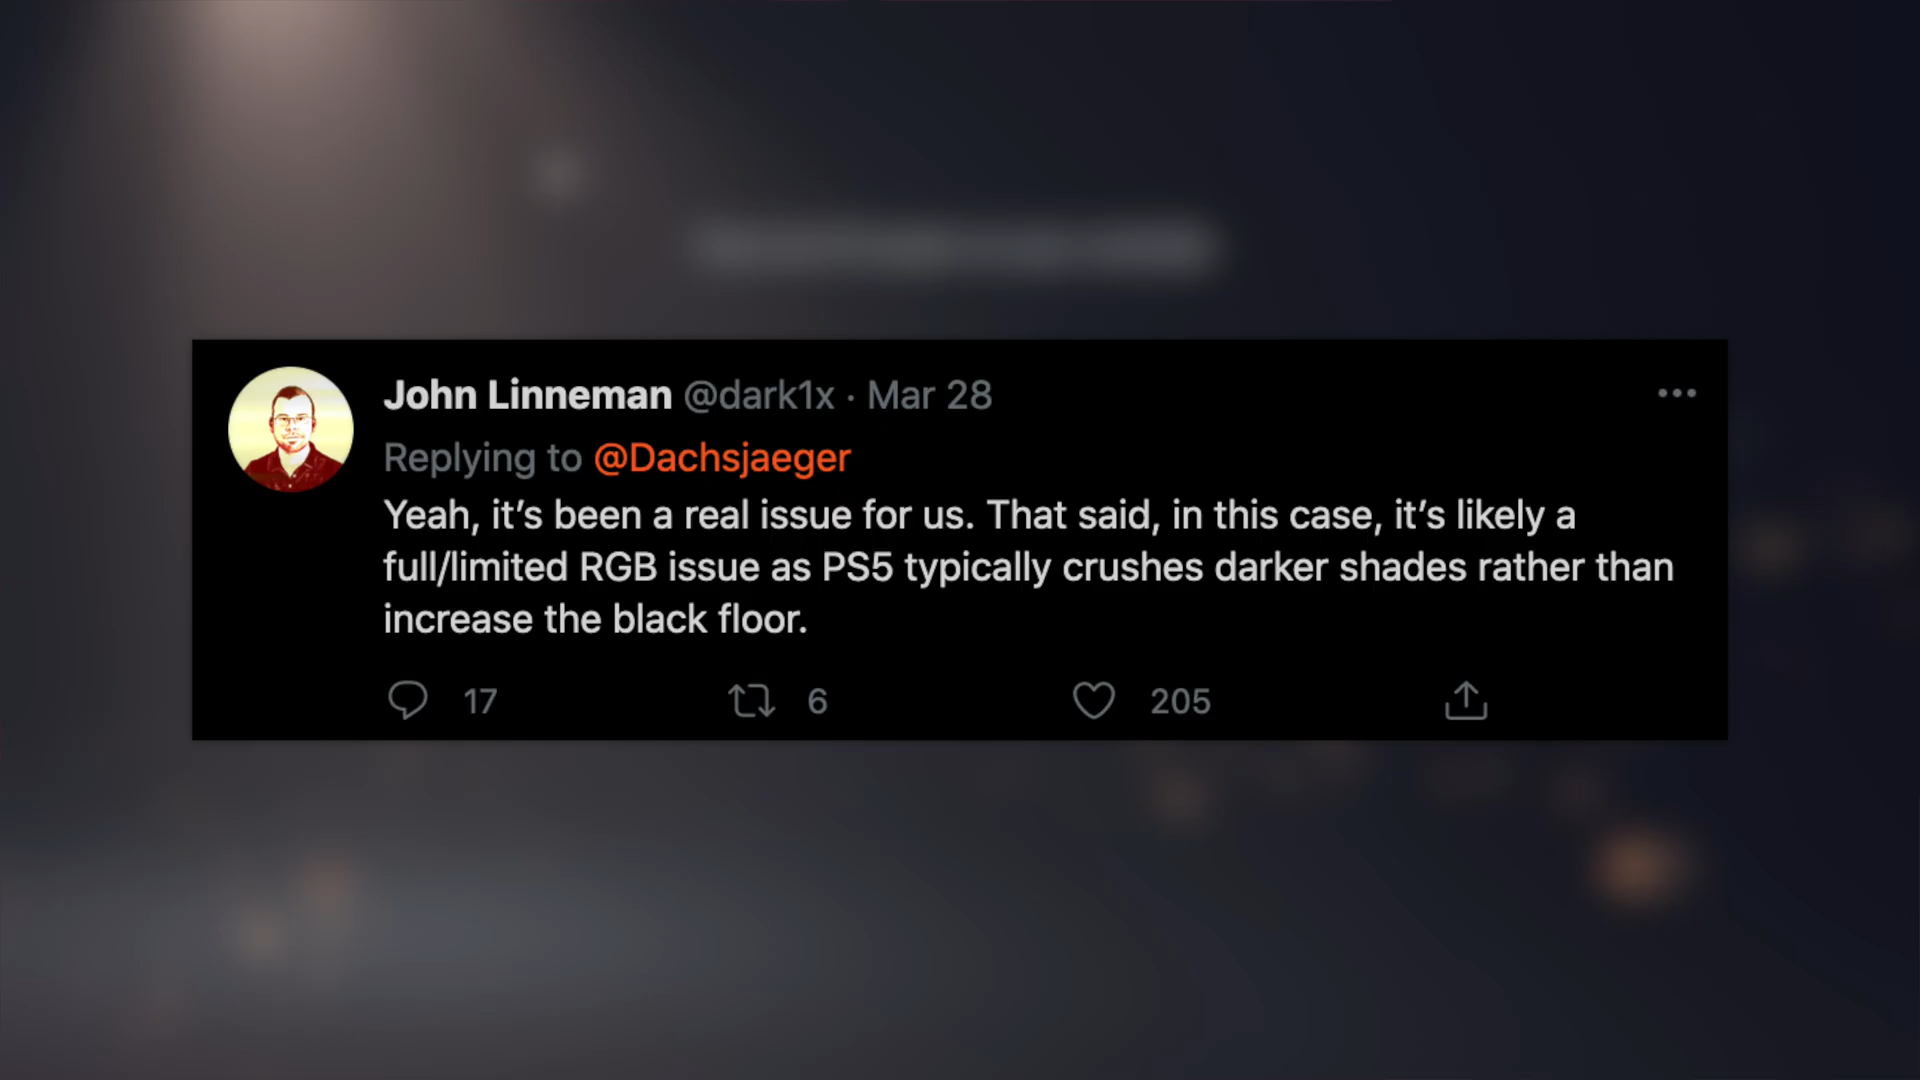 John Linneman @dark1x · Mar 28
Replying to @Dachsjaeger
Yeah, it’s been a real issue for us. That said, in this case, it’s likely a
full/limited RGB issue as PS5 typically crushes darker shades rather than
increase the black floor.
17 6 205